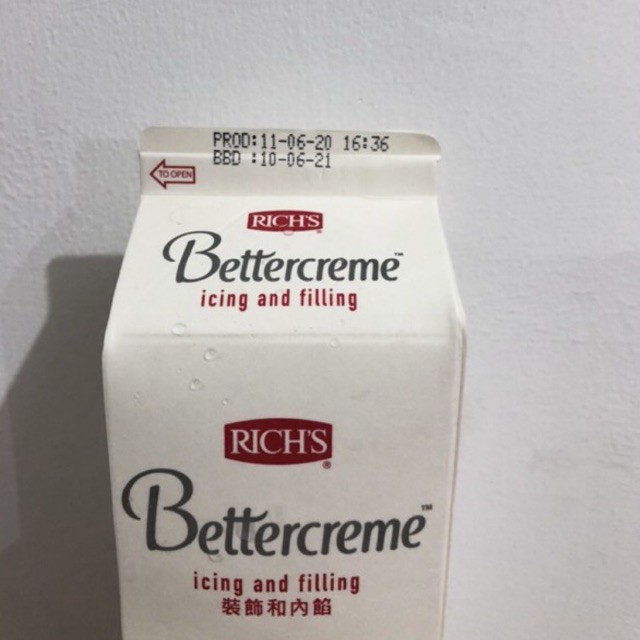 PROD:11-06-20 16:36
BBD :10-06-21
TO OPEN
RICH'S®
Bettercreme™
icing and filling
RICH'S®
Bettercreme™
icing and filling
裝飾和內餡